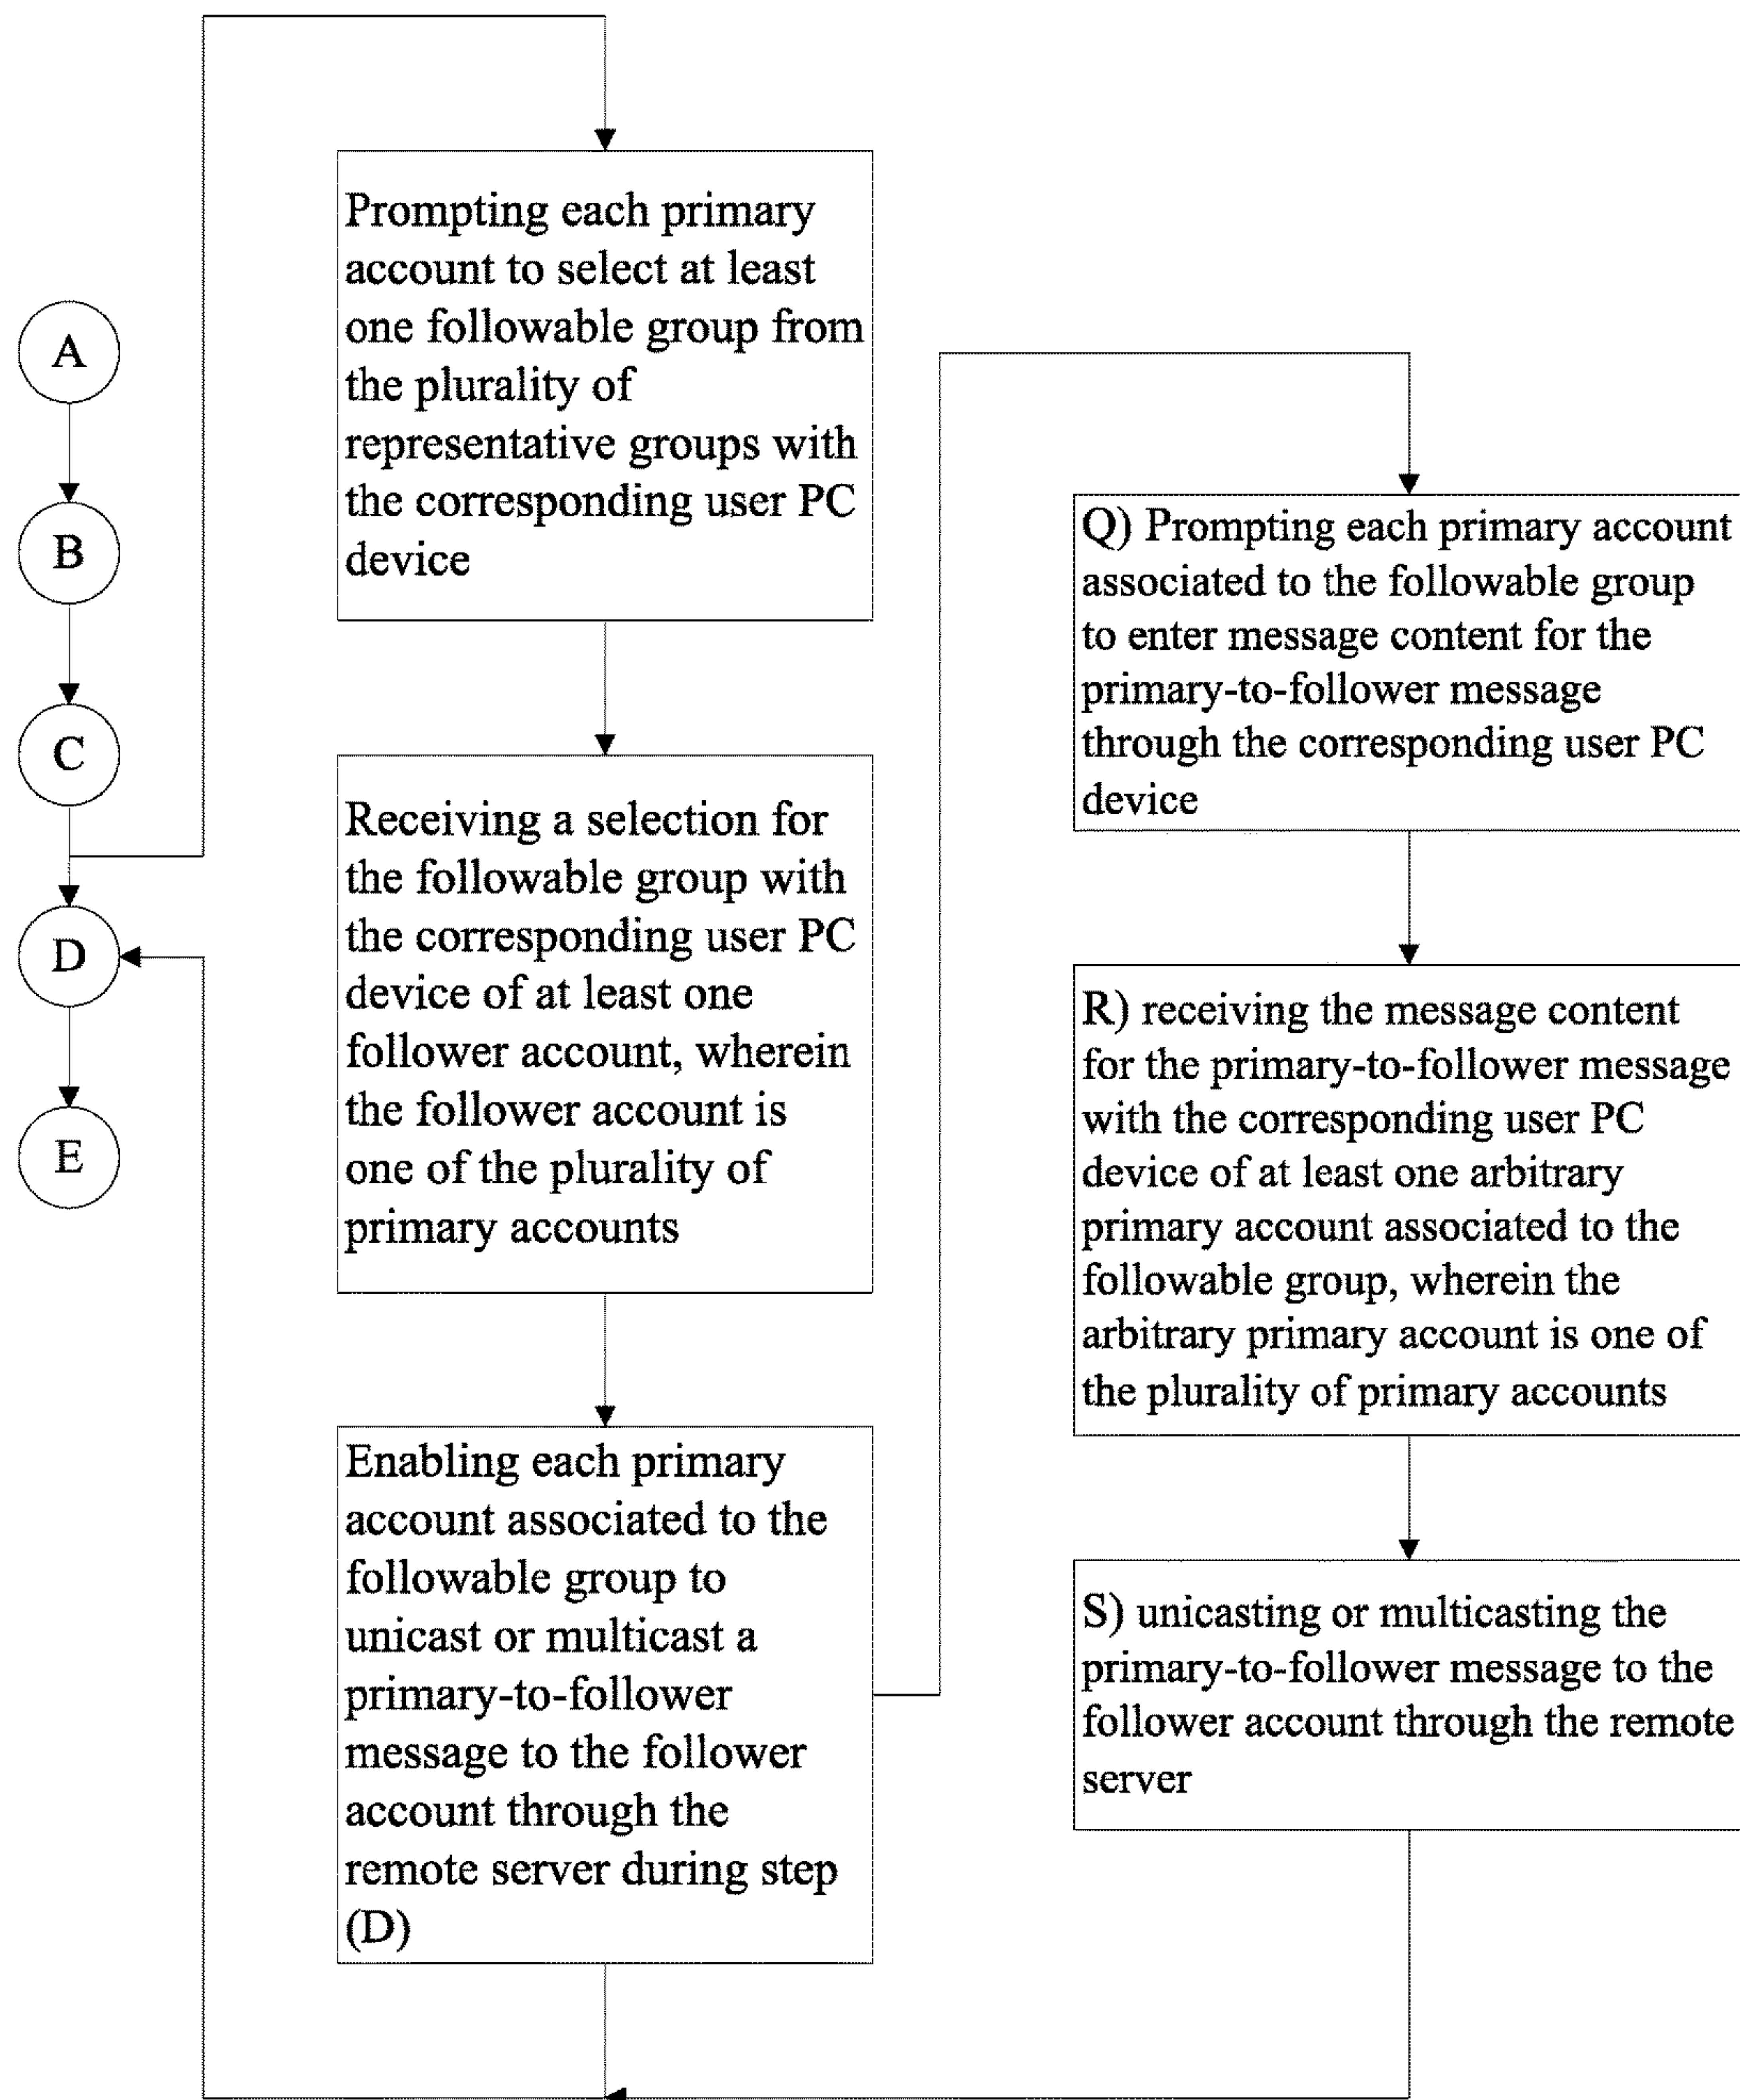 A
B
C
D
E
Prompting each primary
account to select at least
one followable group from
the plurality of
representative groups with
the corresponding user PC
device
Receiving a selection for
the followable group with
the corresponding user PC
device of at least one
follower account, wherein
the follower account is
one of the plurality of
primary accounts
Enabling each primary
account associated to the
followable group to
unicast or multicast a
primary-to-follower
message to the follower
account through the
remote server during step
(D)
Q) Prompting each primary account
associated to the followable group
to enter message content for the
primary-to-follower message
through the corresponding user PC
device
R) receiving the message content
for the primary-to-follower message
with the corresponding user PC
device of at least one arbitrary
primary account associated to the
followable group, wherein the
arbitrary primary account is one of
the plurality of primary accounts
S) unicasting or multicasting the
primary-to-follower message to the
follower account through the remote
server